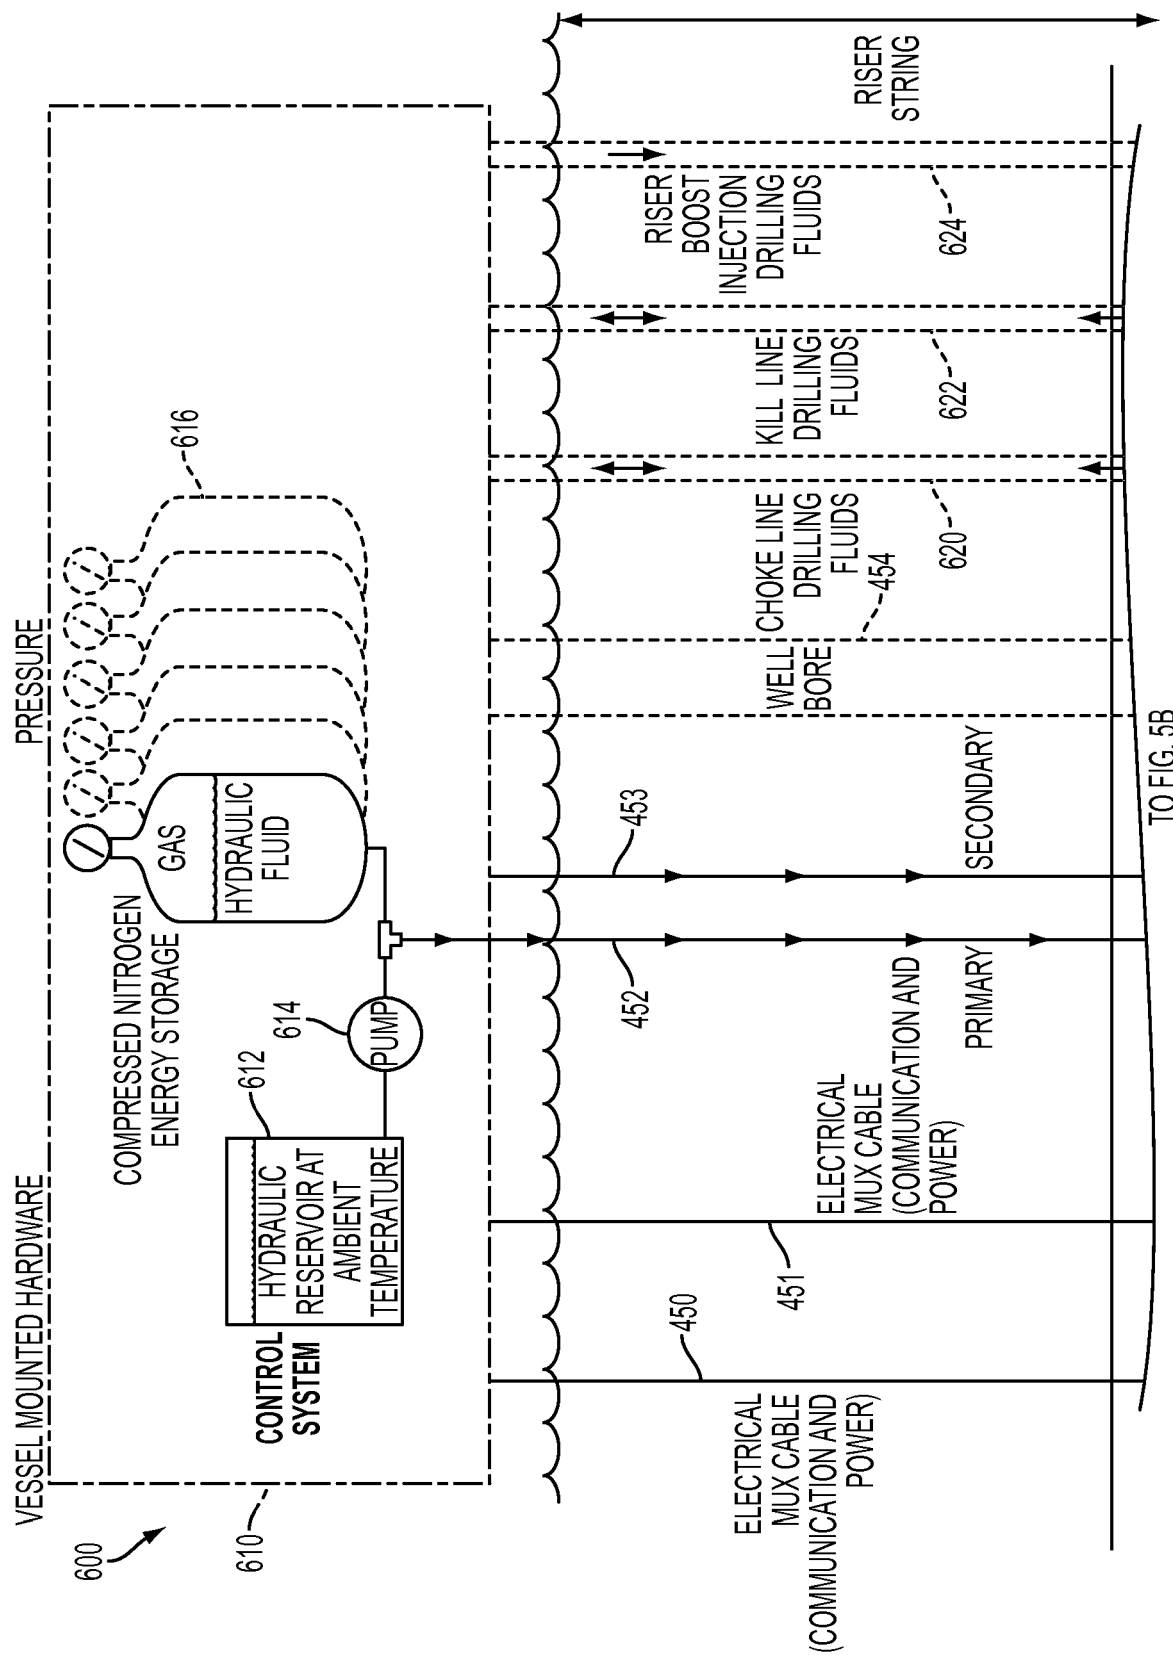 600
VESSEL MOUNTED HARDWARE
PRESSURE
610
CONTROL
SYSTEM
HYDRAULIC
RESERVOIR AT
AMBIENT
TEMPERATURE
612
COMPRESSED NITROGEN
ENERGY STORAGE
614
PUMP
GAS
HYDRAULIC
FLUID
616
ELECTRICAL
MUX CABLE
(COMMUNICATION AND
POWER)
450
451
ELECTRICAL
MUX CABLE
(COMMUNICATION AND
POWER)
452
PRIMARY
453
SECONDARY
WELL
BORE
454
CHOKE LINE
DRILLING
FLUIDS
620
KILL LINE
DRILLING
FLUIDS
622
RISER
BOOST
INJECTION
DRILLING
FLUIDS
624
RISER
STRING
TO FIG. 5B